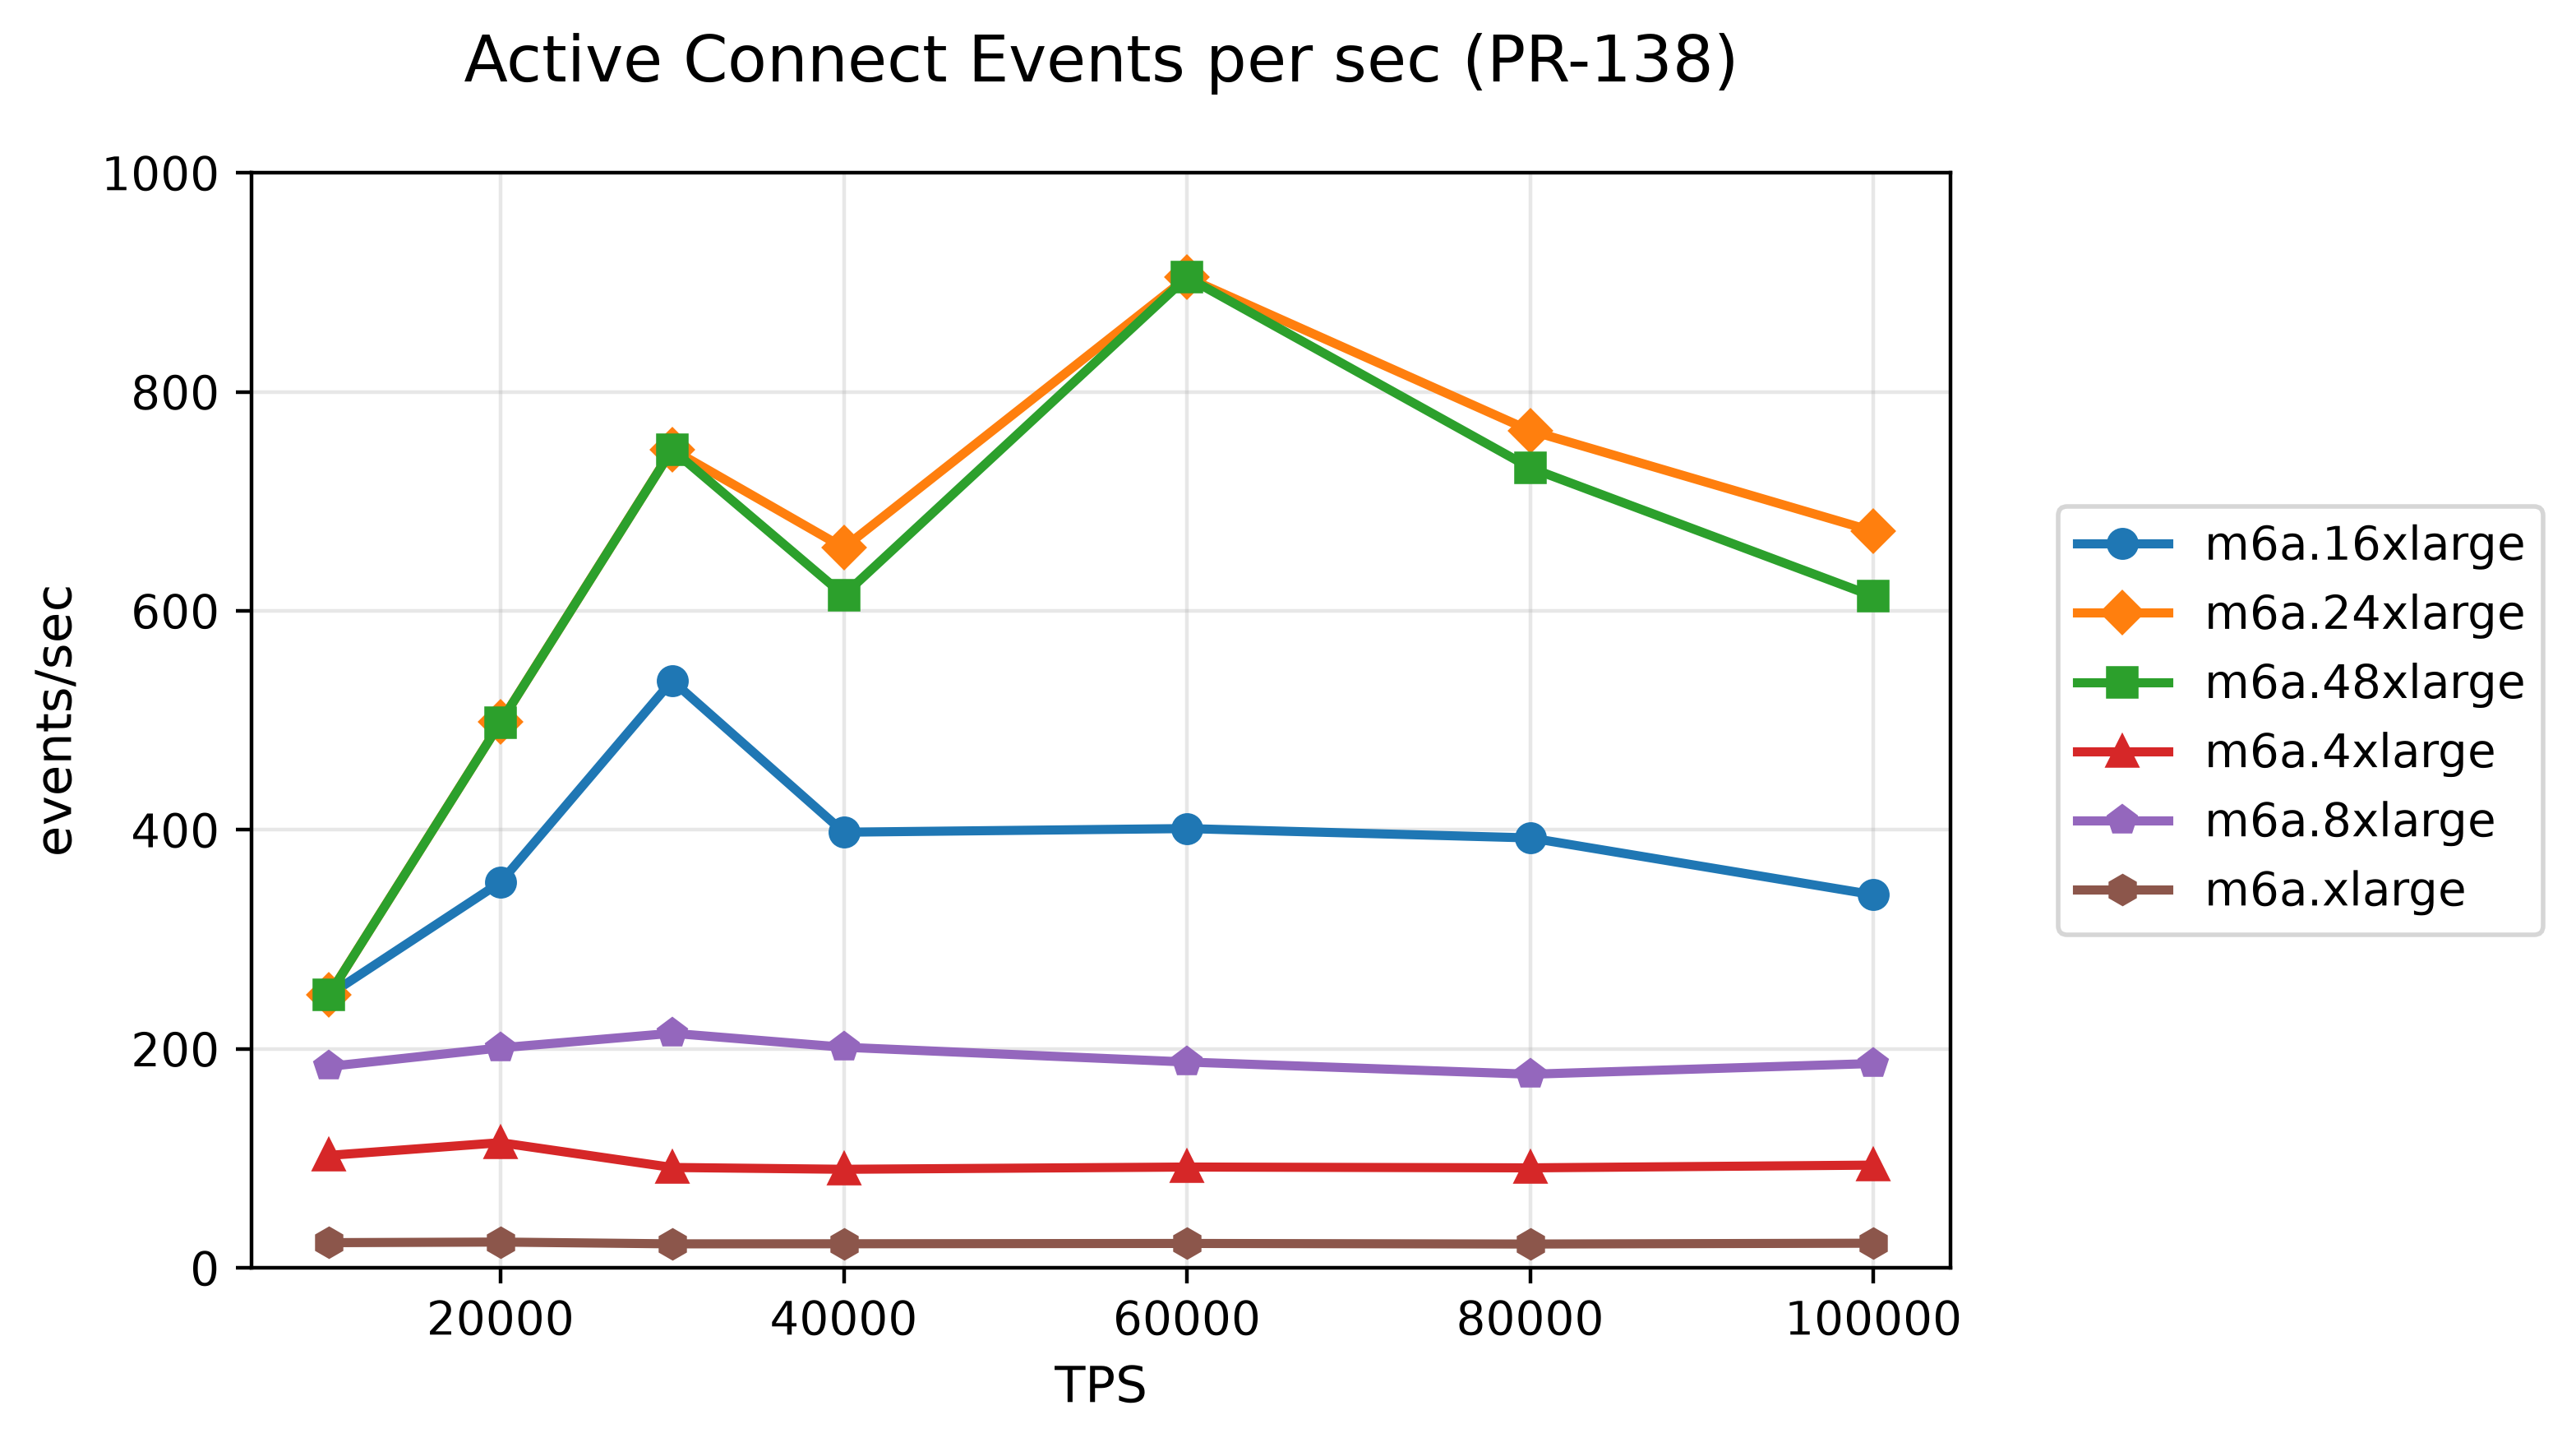 Active Connect Events per sec (PR-138)
1000
800
600
400
200
0
events/sec
20000 40000 60000 80000 100000
TPS
m6a.16xlarge
m6a.24xlarge
m6a.48xlarge
m6a.4xlarge
m6a.8xlarge
m6a.xlarge